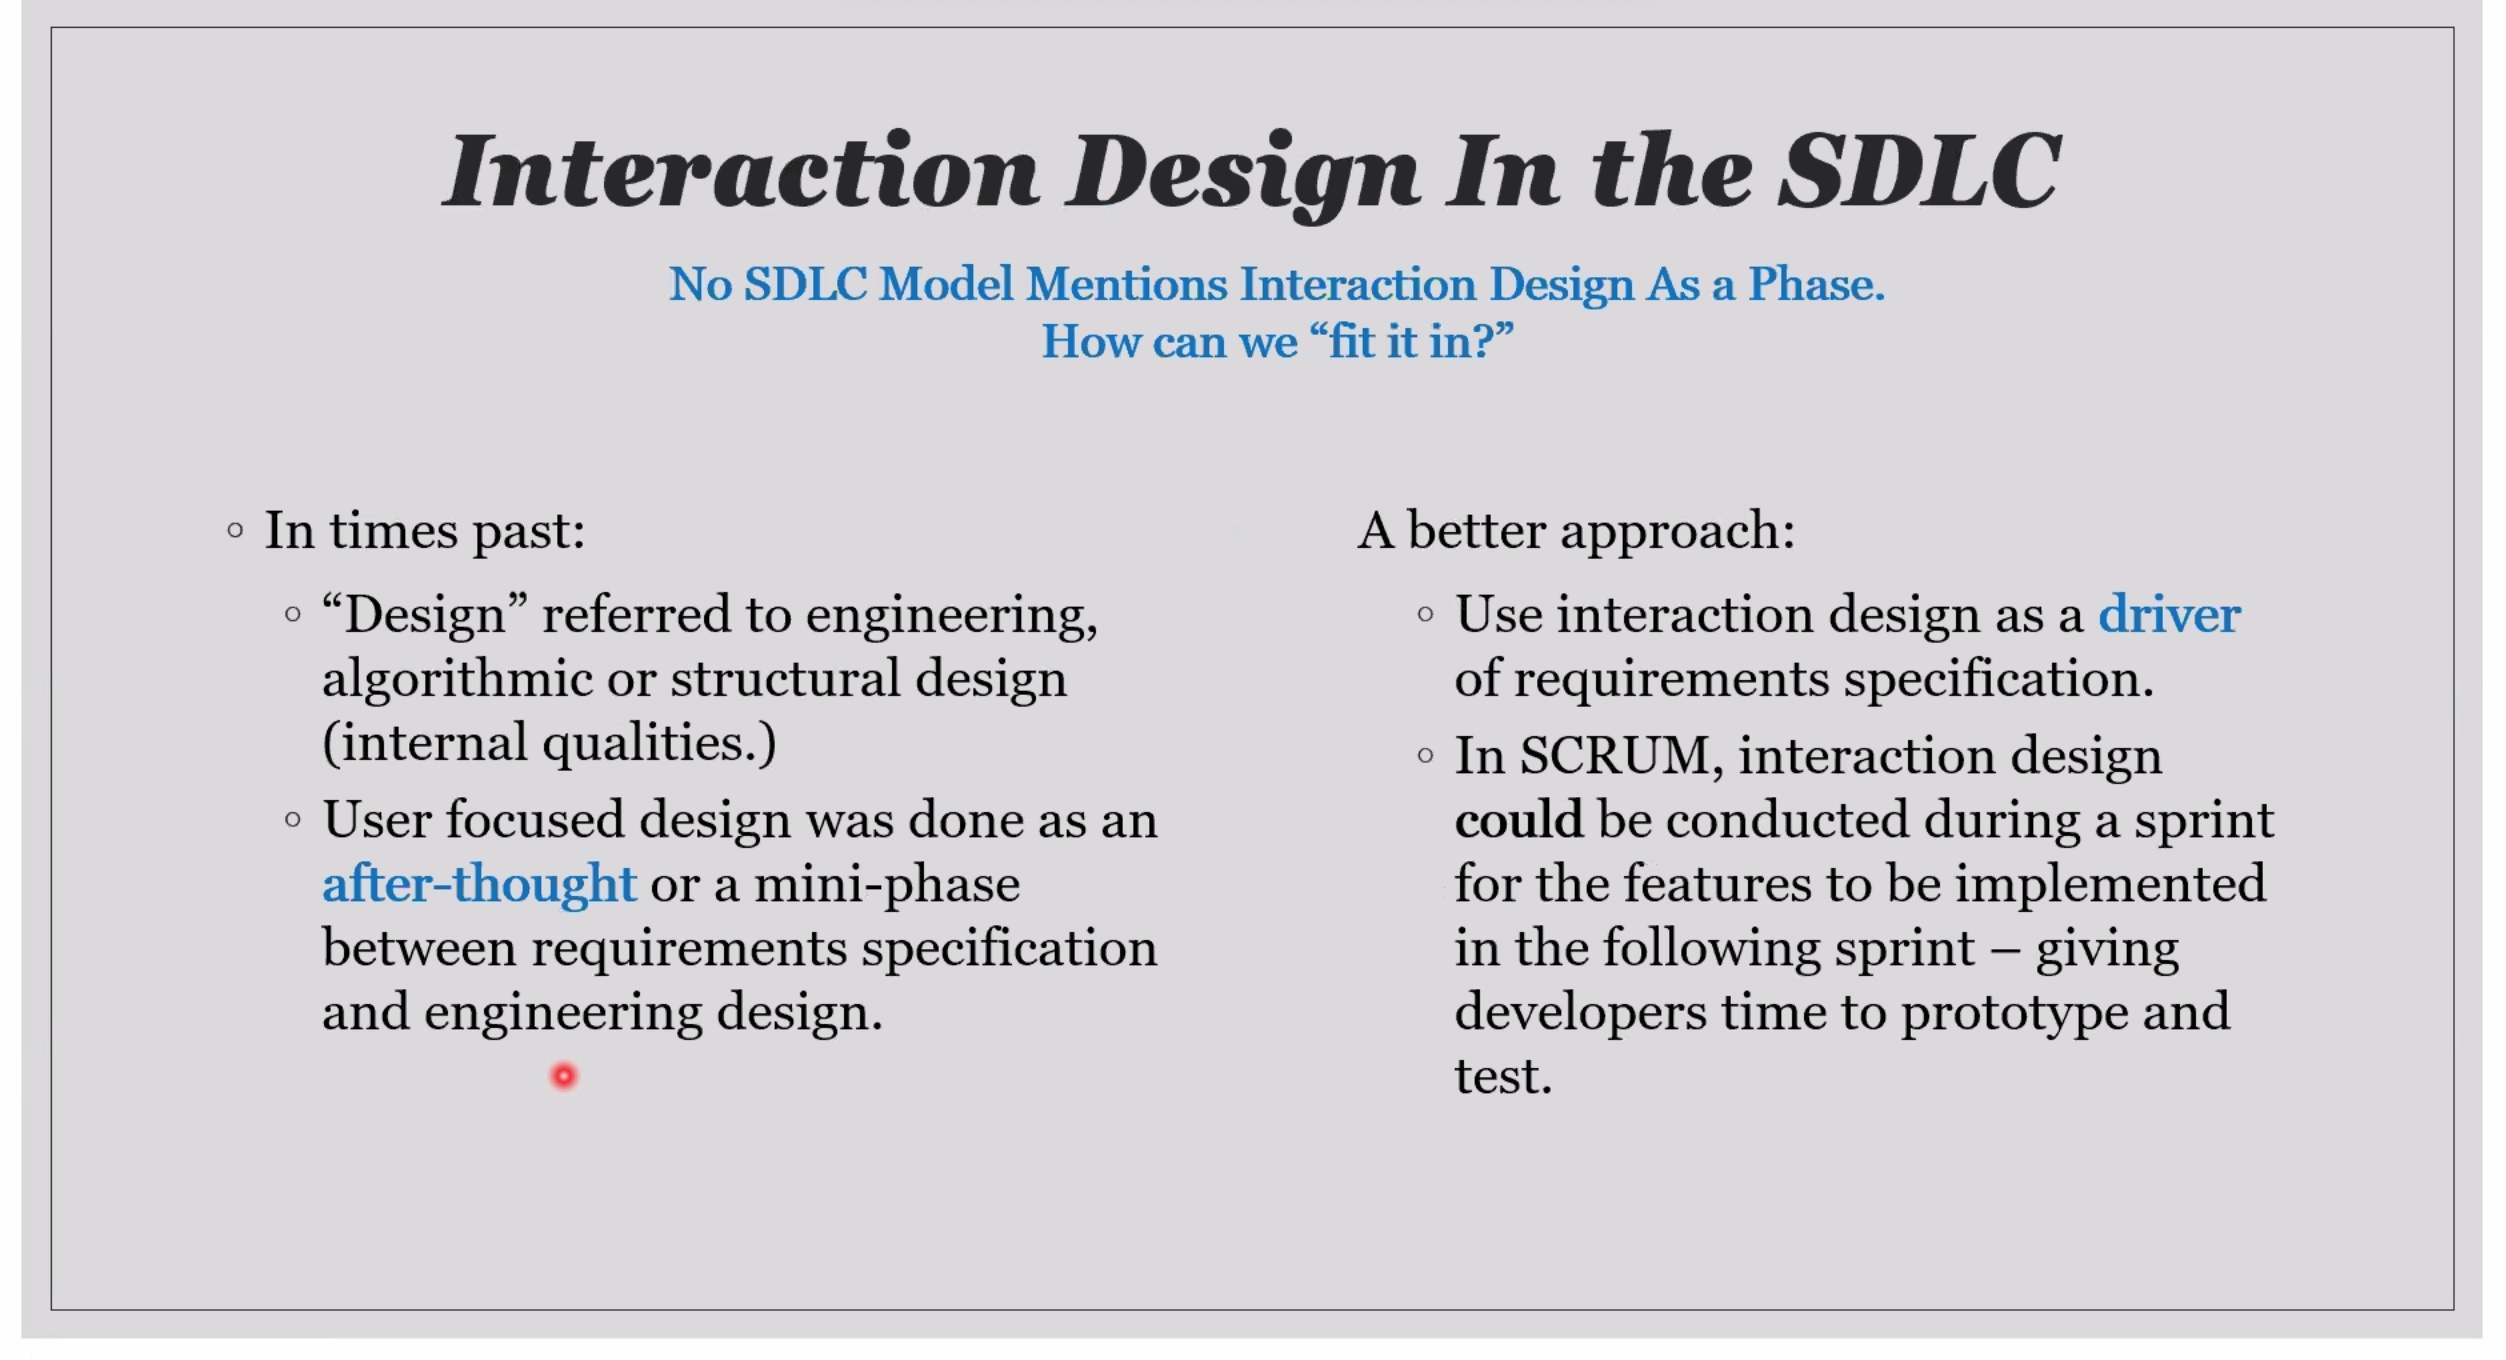 Interaction Design In the SDLC
No SDLC Model Mentions Interaction Design As a Phase.
How can we “fit it in?”
◦ In times past:
◦ “Design” referred to engineering,
algorithmic or structural design
(internal qualities.)
◦ User focused design was done as an
after-thought or a mini-phase
between requirements specification
and engineering design.
A better approach:
◦ Use interaction design as a driver
of requirements specification.
◦ In SCRUM, interaction design
could be conducted during a sprint
for the features to be implemented
in the following sprint – giving
developers time to prototype and
test.